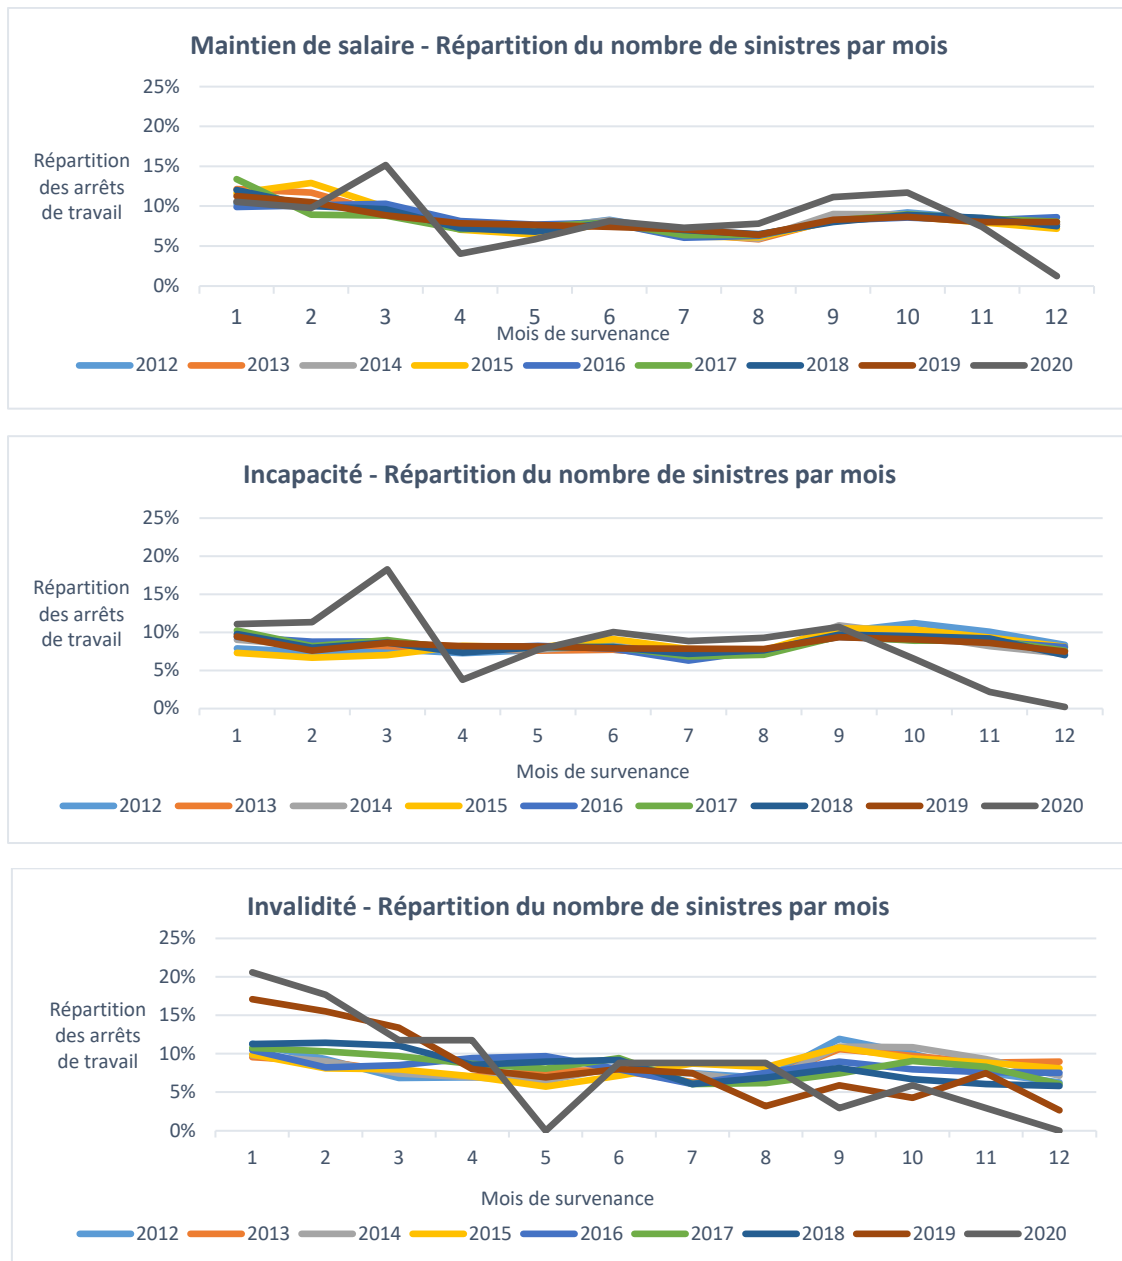 Maintien de salaire - Répartition du nombre de sinistres par mois
25%
20%
15%
10%
5%
0%
Répartition
des arrêts
de travail
1 2 3 4 5 6 7 8 9 10 11 12
Mois de survenance
2012 2013 2014 2015 2016 2017 2018 2019 2020
Incapacité - Répartition du nombre de sinistres par mois
25%
20%
15%
10%
5%
0%
Répartition
des arrêts
de travail
1 2 3 4 5 6 7 8 9 10 11 12
Mois de survenance
2012 2013 2014 2015 2016 2017 2018 2019 2020
Invalidité - Répartition du nombre de sinistres par mois
25%
20%
15%
10%
5%
0%
Répartition
des arrêts
de travail
1 2 3 4 5 6 7 8 9 10 11 12
Mois de survenance
2012 2013 2014 2015 2016 2017 2018 2019 2020